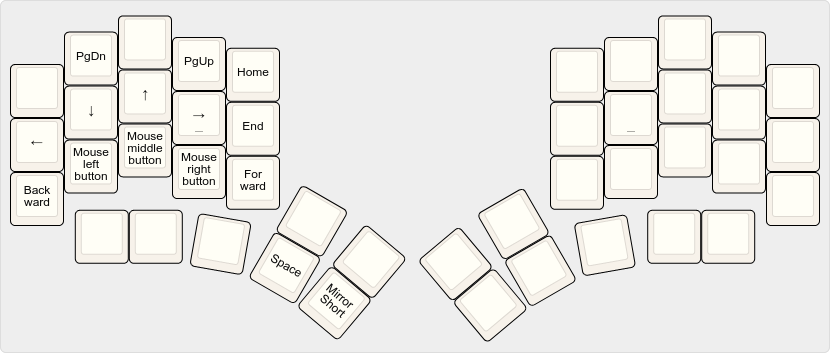 PgDn
PgUp
Home
←
↓
↑
→
_
End
_
Back
ward
Mouse
left
button
Mouse
middle
button
Mouse
right
button
For
ward
Space
Mirror
Short